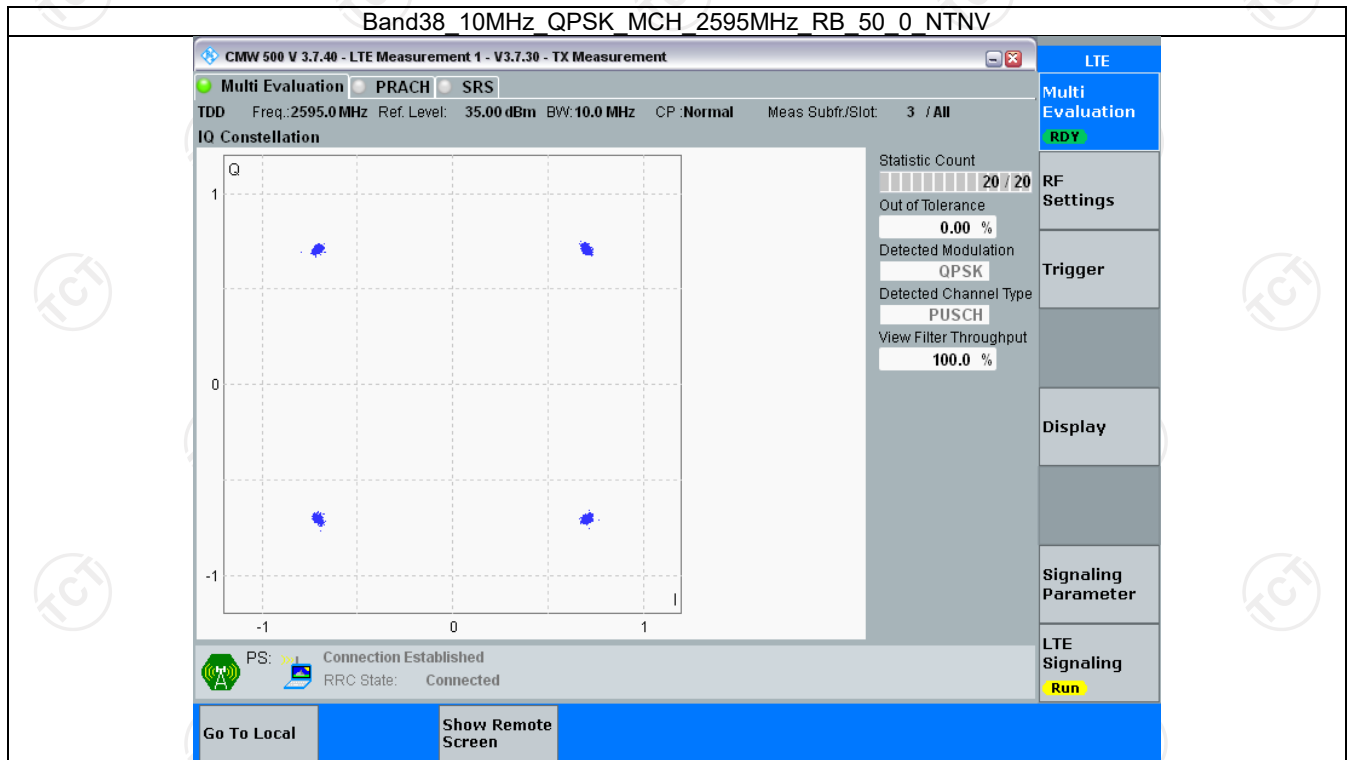 Band38_10MHz_QPSK_MCH_2595MHz_RB_50_0_NTNV
CMW 500 V 3.7.40 - LTE Measurement 1 - V3.7.30 - TX Measurement
LTE
Multi Evaluation PRACH SRS
TDD Freq.:2595.0 MHz Ref. Level: 35.00 dBm BW:10.0 MHz CP :Normal Meas Subfr./Slot: 3 / All
IQ Constellation
Q
1
0
-1
I
-1 0 1
Statistic Count
20 / 20
Out of Tolerance
0.00 %
Detected Modulation
QPSK
Detected Channel Type
PUSCH
View Filter Throughput
100.0 %
Multi
Evaluation
RDY
RF
Settings
Trigger
Display
Signaling
Parameter
LTE
Signaling
Run
PS: Connection Established
RRC State: Connected
Go To Local
Show Remote
Screen
TCT
TCT
TCT
TCT